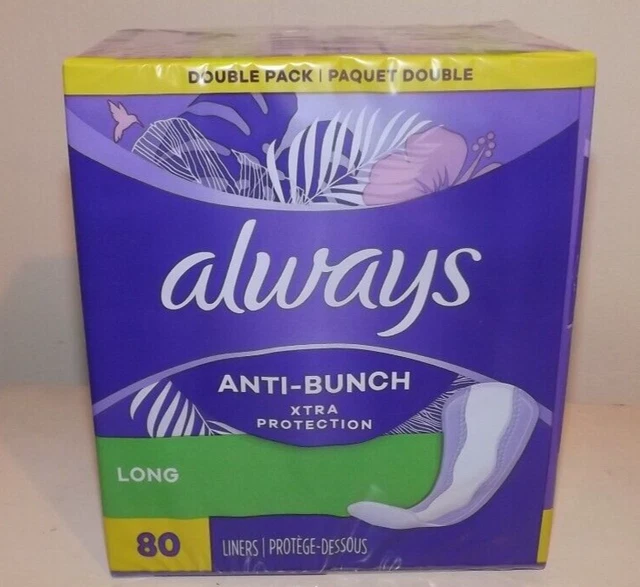 DOUBLE PACK | PAQUET DOUBLE
always
ANTI-BUNCH
XTRA
PROTECTION
LONG
80
LINERS | PROTÈGE-DESSOUS